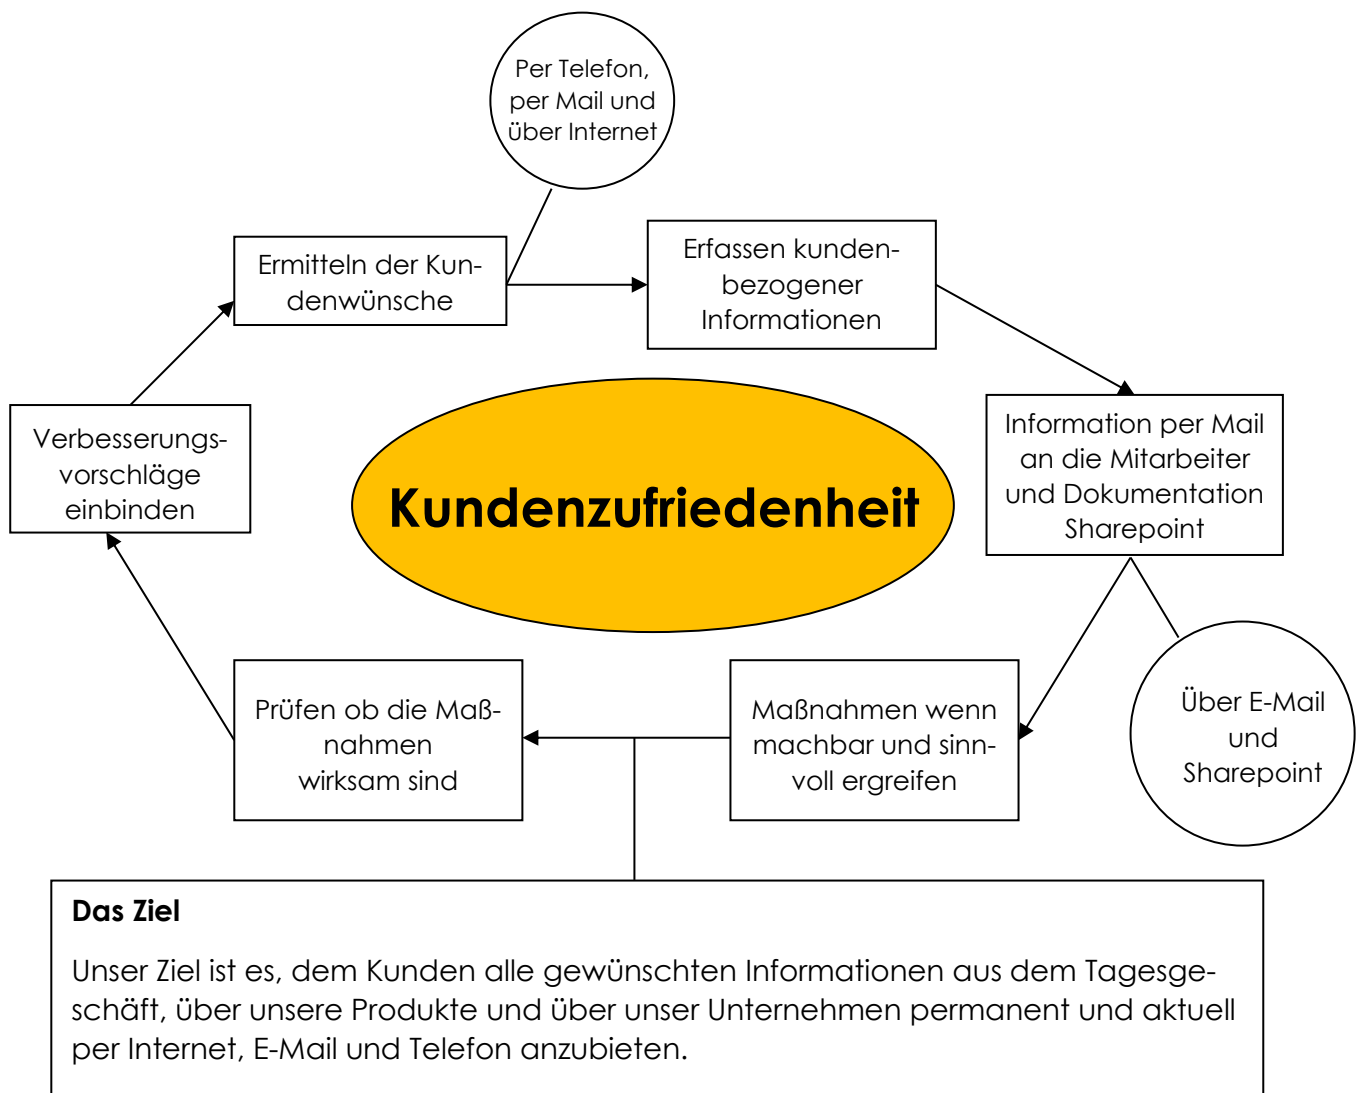 Per Telefon,
per Mail und
über Internet
Ermitteln der Kun-
denwünsche
Erfassen kunden-
bezogener
Informationen
Verbesserungs-
vorschläge
einbinden
Kundenzufriedenheit
Information per Mail
an die Mitarbeiter
und Dokumentation
Sharepoint
Prüfen ob die Maß-
nahmen
wirksam sind
Maßnahmen wenn
machbar und sinn-
voll ergreifen
Über E-Mail
und
Sharepoint
Das Ziel
Unser Ziel ist es, dem Kunden alle gewünschten Informationen aus dem Tagesge-
schäft, über unsere Produkte und über unser Unternehmen permanent und aktuell
per Internet, E-Mail und Telefon anzubieten.